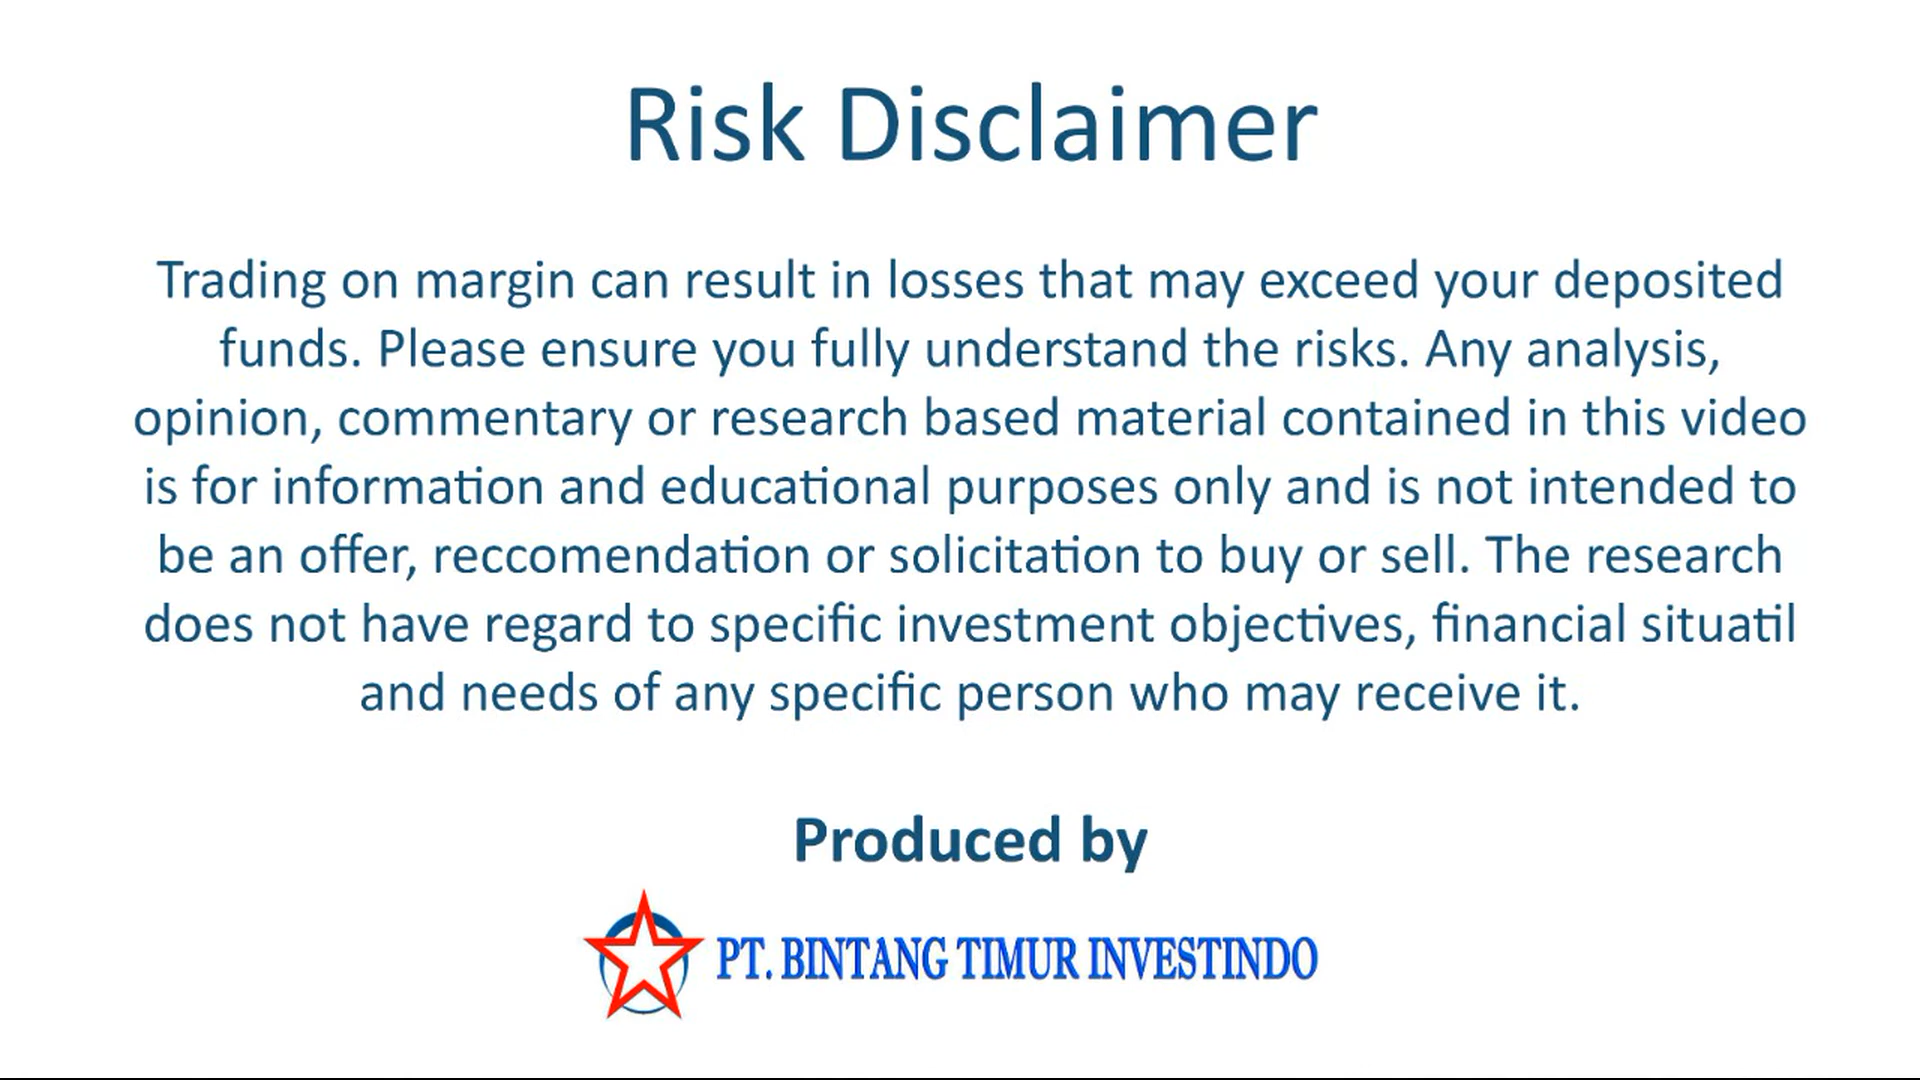 Risk Disclaimer
Trading on margin can result in losses that may exceed your deposited
funds. Please ensure you fully understand the risks. Any analysis,
opinion, commentary or research based material contained in this video
is for information and educational purposes only and is not intended to
be an offer, reccomendation or solicitation to buy or sell. The research
does not have regard to specific investment objectives, financial situatil
and needs of any specific person who may receive it.
Produced by
PT. BINTANG TIMUR INVESTINDO